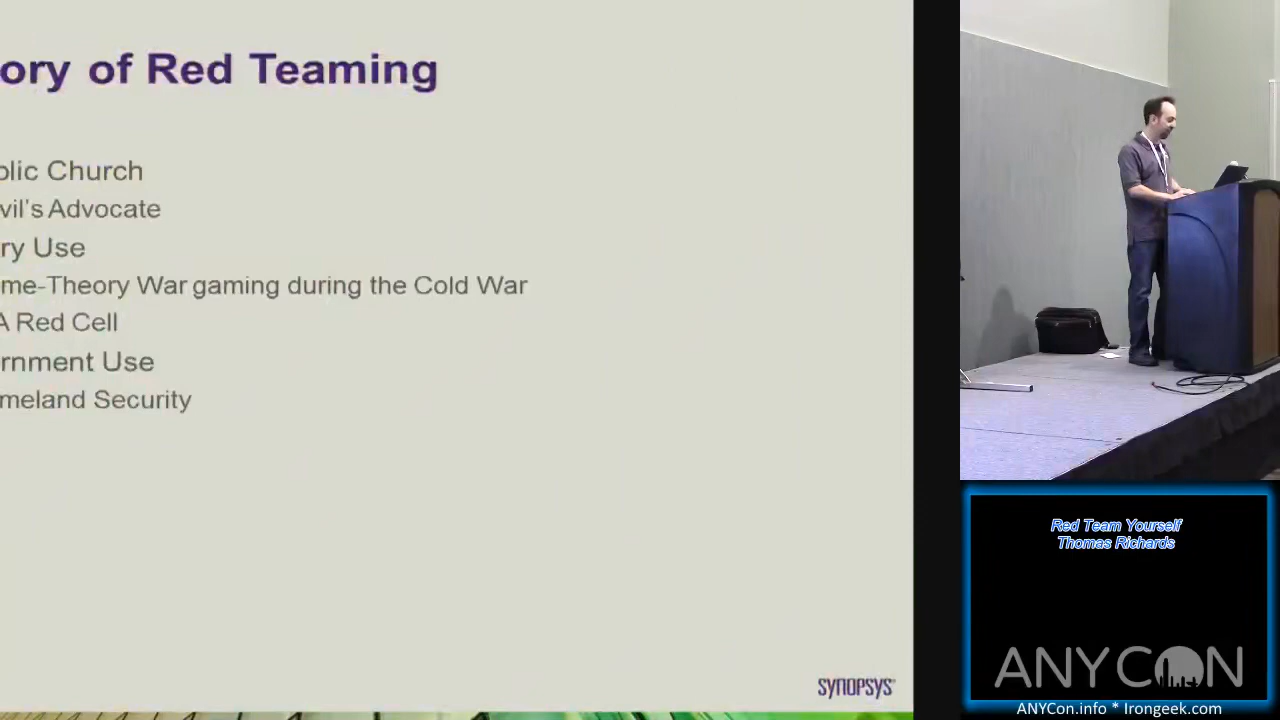 ory of Red Teaming
olic Church
vil's Advocate
ry Use
me-Theory War gaming during the Cold War
A Red Cell
rnment Use
meland Security
SYNOPSYS
Red Team Yourself
Thomas Richards
ANYCON
ANYCon.info * Irongeek.com